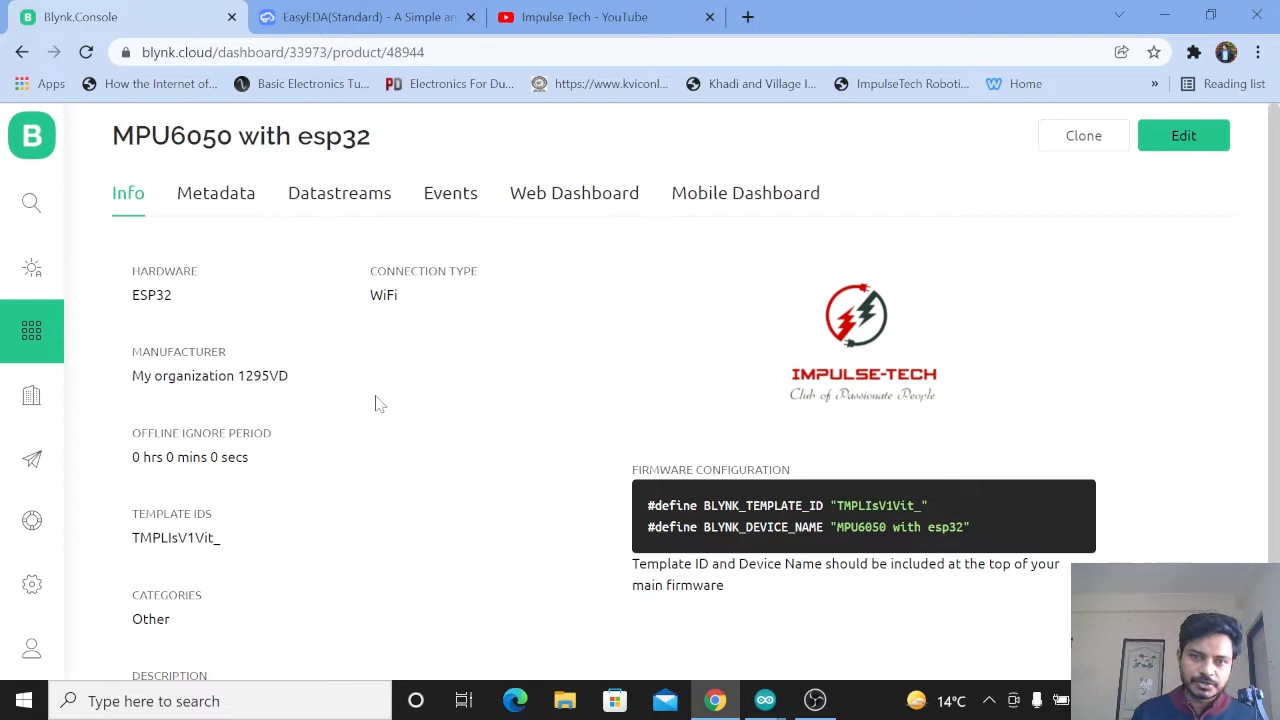 Blynk.Console
EasyEDA(Standard) - A Simple an
Impulse Tech - YouTube
blynk.cloud/dashboard/33973/product/48944
Apps
How the Internet of...
Basic Electronics Tu...
Electronics For Du...
https://www.kviconl...
Khadi and Village I...
ImpulseTech Roboti...
Home
»
Reading list
B
MPU6050 with esp32
Clone
Edit
Info
Metadata
Datastreams
Events
Web Dashboard
Mobile Dashboard
HARDWARE
ESP32
CONNECTION TYPE
WiFi
MANUFACTURER
My organization 1295VD
OFFLINE IGNORE PERIOD
0 hrs 0 mins 0 secs
TEMPLATE IDS
TMPLIsV1Vit_
CATEGORIES
Other
DESCRIPTION
IMPULSE-TECH
Club of Passionate People
FIRMWARE CONFIGURATION
#define BLYNK_TEMPLATE_ID "TMPLIsV1Vit_"
#define BLYNK_DEVICE_NAME "MPU6050 with esp32"
Template ID and Device Name should be included at the top of your
main firmware
Type here to search
14°C